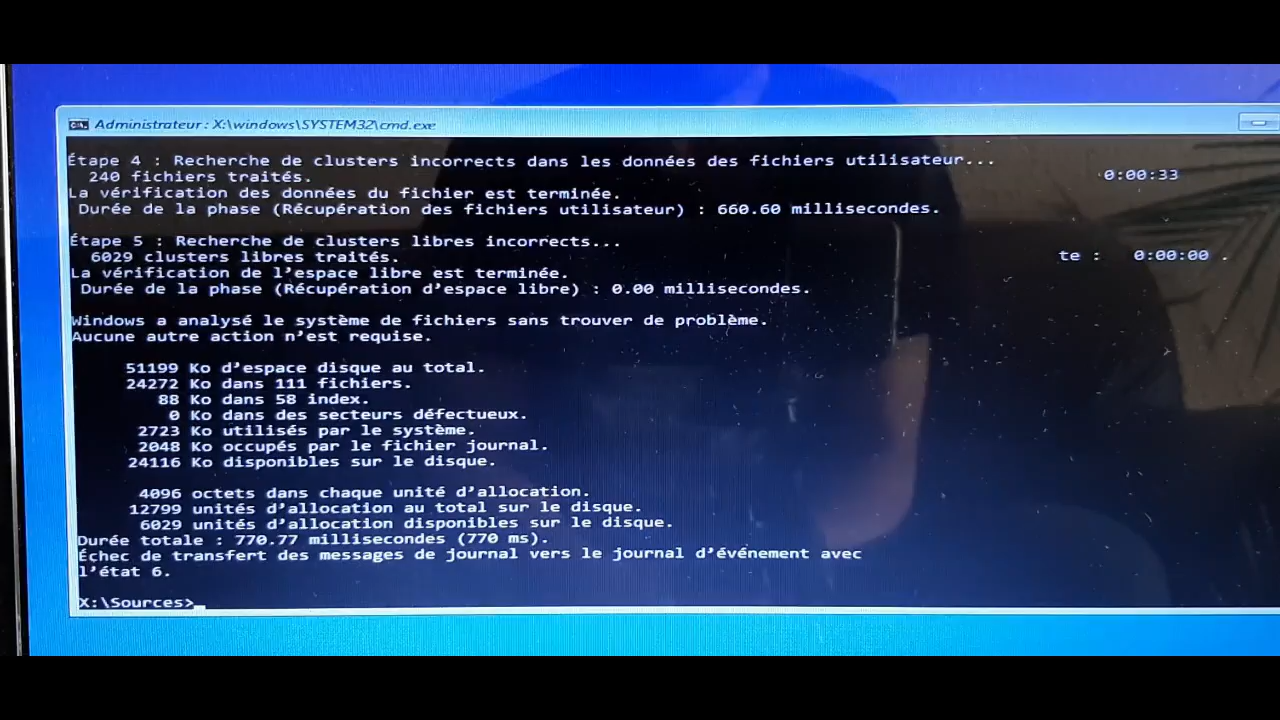 Administrateur : X:\windows\SYSTEM32\cmd.exe
Étape 4 : Recherche de clusters incorrects dans les données des fichiers utilisateur...
240 fichiers traités. 0:00:33
La vérification des données du fichier est terminée.
Durée de la phase (Récupération des fichiers utilisateur) : 660.60 millisecondes.
Étape 5 : Recherche de clusters libres incorrects...
6029 clusters libres traités. te : 0:00:00 .
La vérification de l'espace libre est terminée.
Durée de la phase (Récupération d'espace libre) : 0.00 millisecondes.
Windows a analysé le système de fichiers sans trouver de problème.
Aucune autre action n'est requise.
51199 Ko d'espace disque au total.
24272 Ko dans 111 fichiers.
88 Ko dans 58 index.
0 Ko dans des secteurs défectueux.
2723 Ko utilisés par le système.
2048 Ko occupés par le fichier journal.
24116 Ko disponibles sur le disque.
4096 octets dans chaque unité d'allocation.
12799 unités d'allocation au total sur le disque.
6029 unités d'allocation disponibles sur le disque.
Durée totale : 770.77 millisecondes (770 ms).
Échec de transfert des messages de journal vers le journal d'événement avec
l'état 6.
X:\Sources>